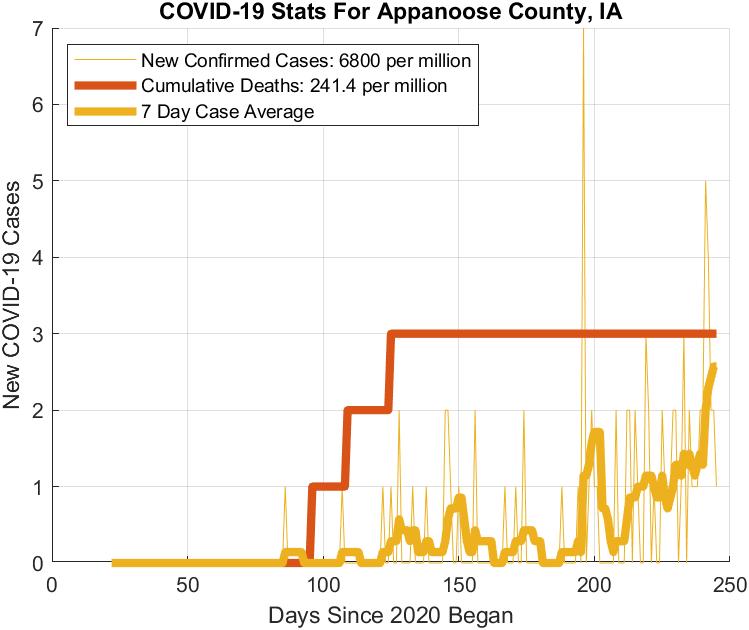 COVID-19 Stats For Appanoose County, IA
New Confirmed Cases: 6800 per million
Cumulative Deaths: 241.4 per million
7 Day Case Average
New COVID-19 Cases
7
6
5
4
3
2
1
0
0 50 100 150 200 250
Days Since 2020 Began